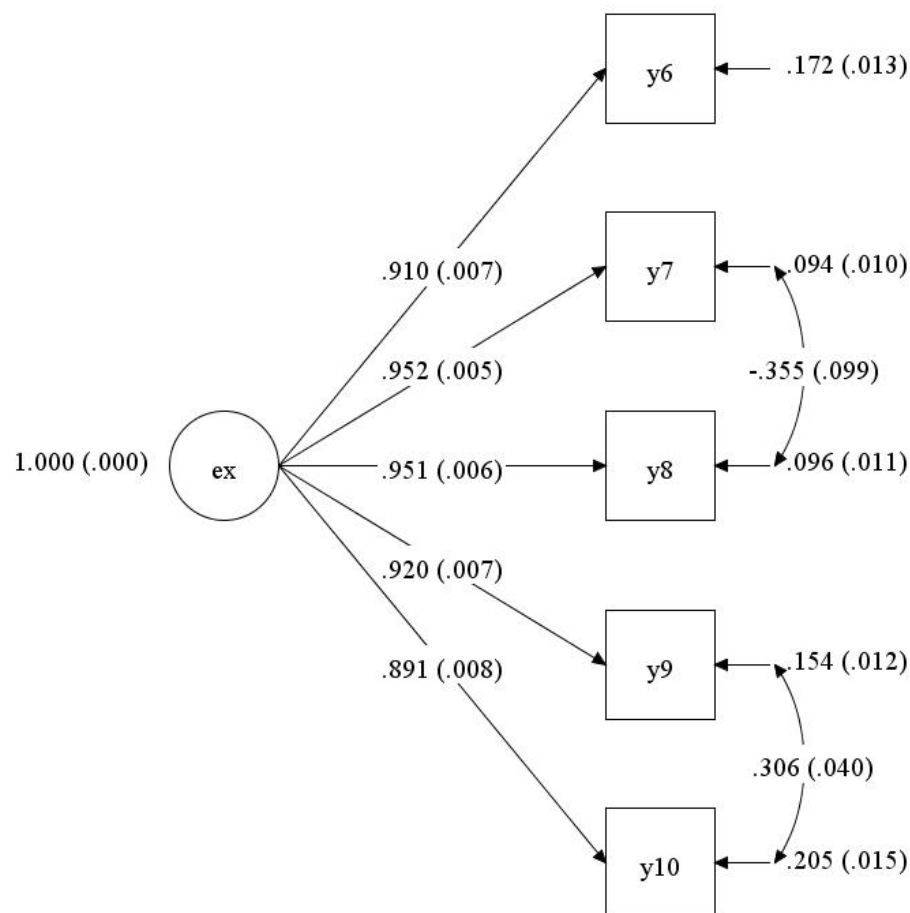 y6
.172 (.013)
y7
.094 (.010)
.910 (.007)
.952 (.005)
-.355 (.099)
1.000 (.000)
ex
.951 (.006)
y8
.096 (.011)
.920 (.007)
.891 (.008)
y9
.154 (.012)
.306 (.040)
y10
.205 (.015)